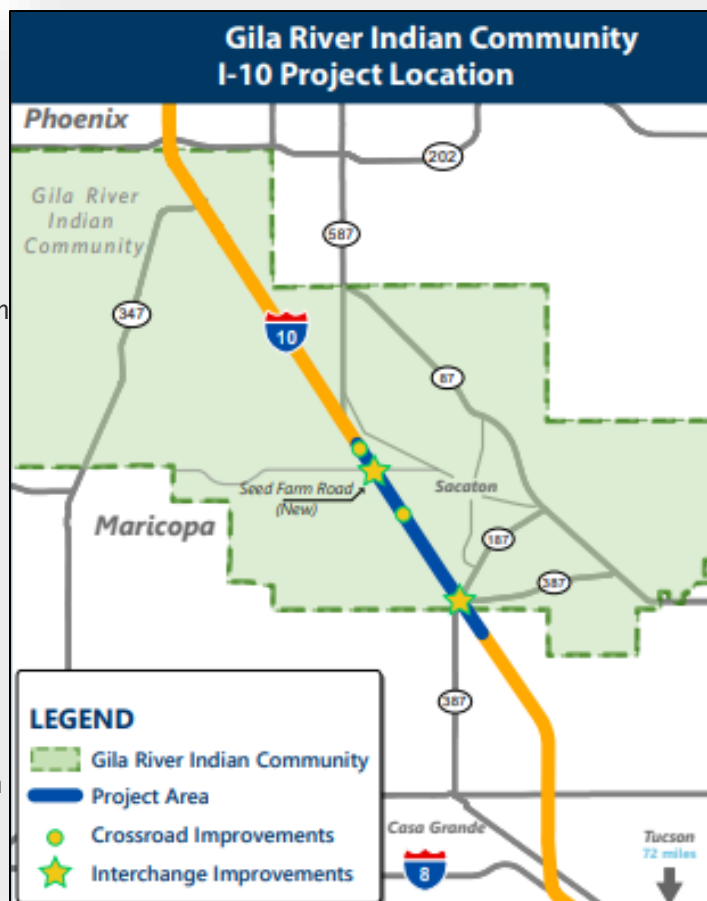 Gila River Indian Community
I-10 Project Location
Phoenix
202
Gila River
Indian
Community
587
347
10
87
Seed Farm Road
(New)
Sacaton
Maricopa
187
387
387
LEGEND
Gila River Indian Community
Project Area
Crossroad Improvements
Interchange Improvements
Casa Grande
8
Tucson
72 miles